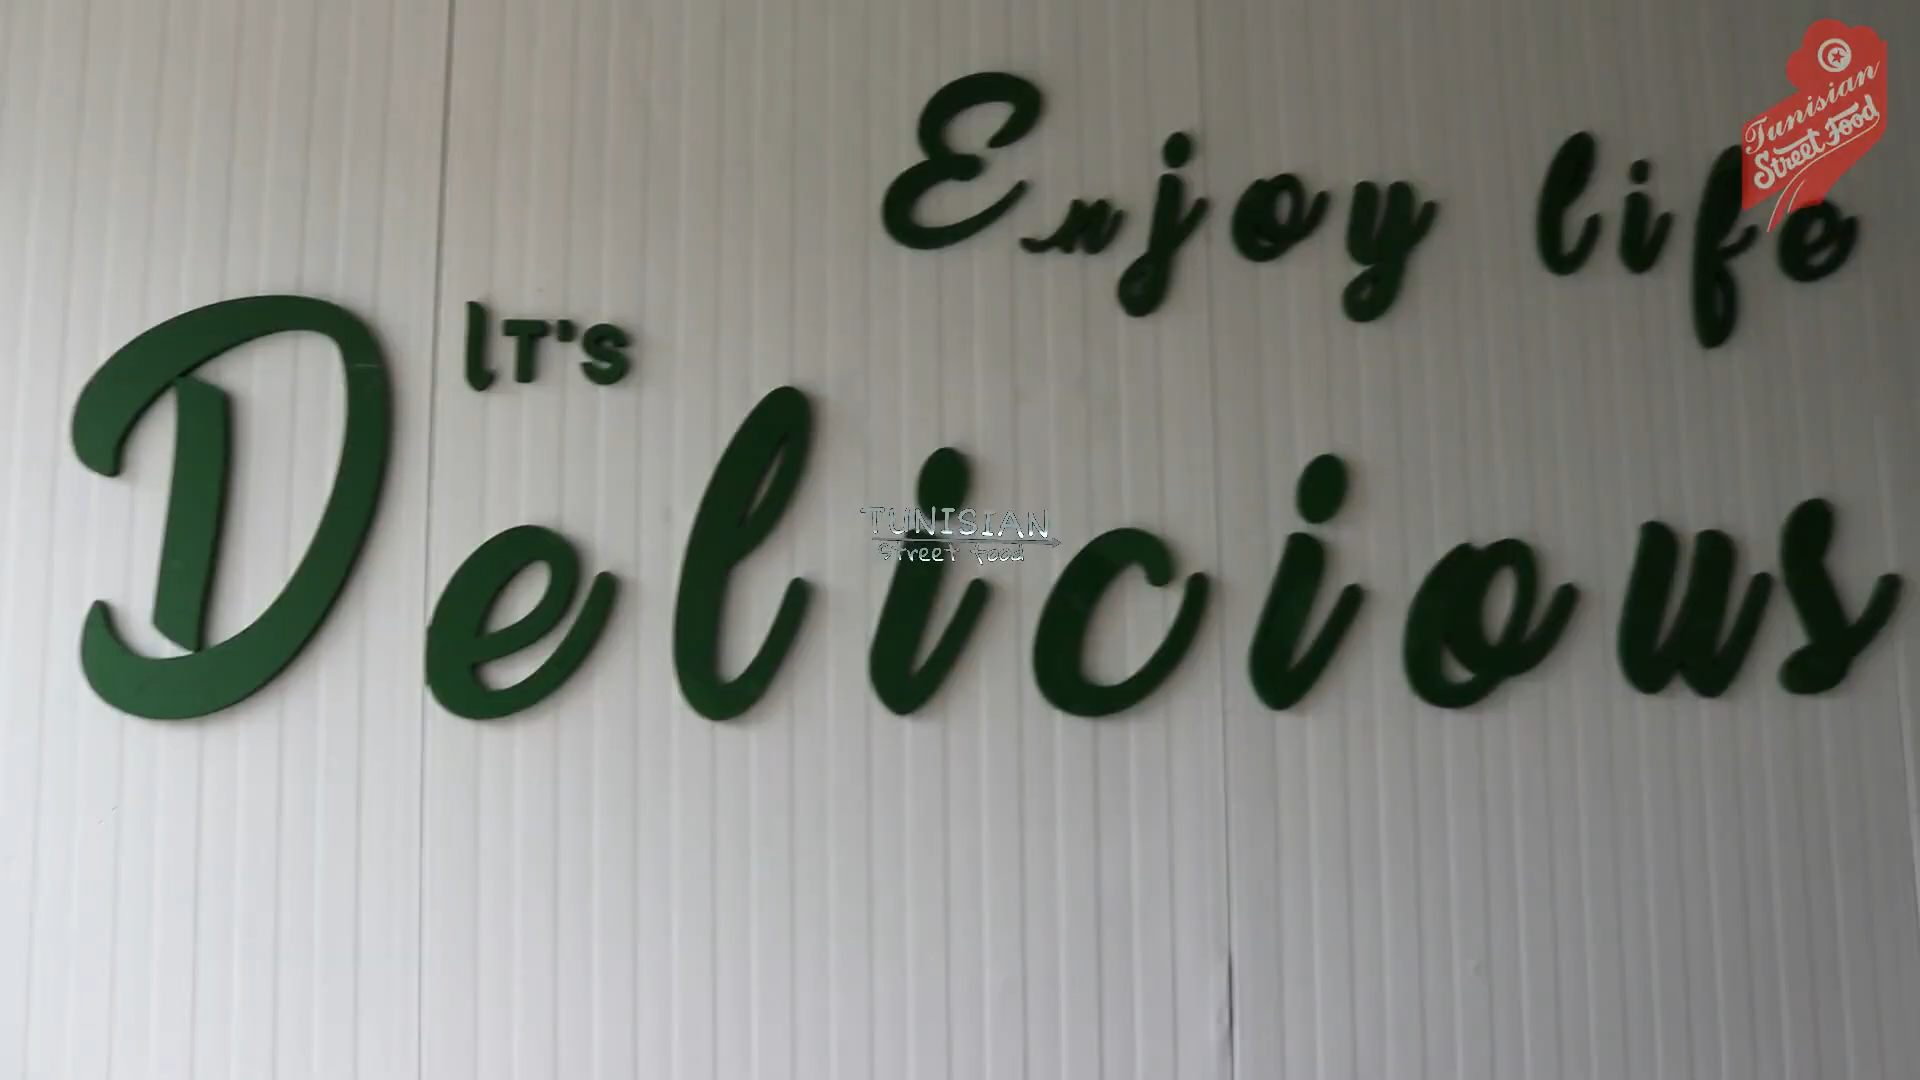 Enjoy life
IT'S
Delicious
TUNISIAN
Street Food
Tunisian
Street Food